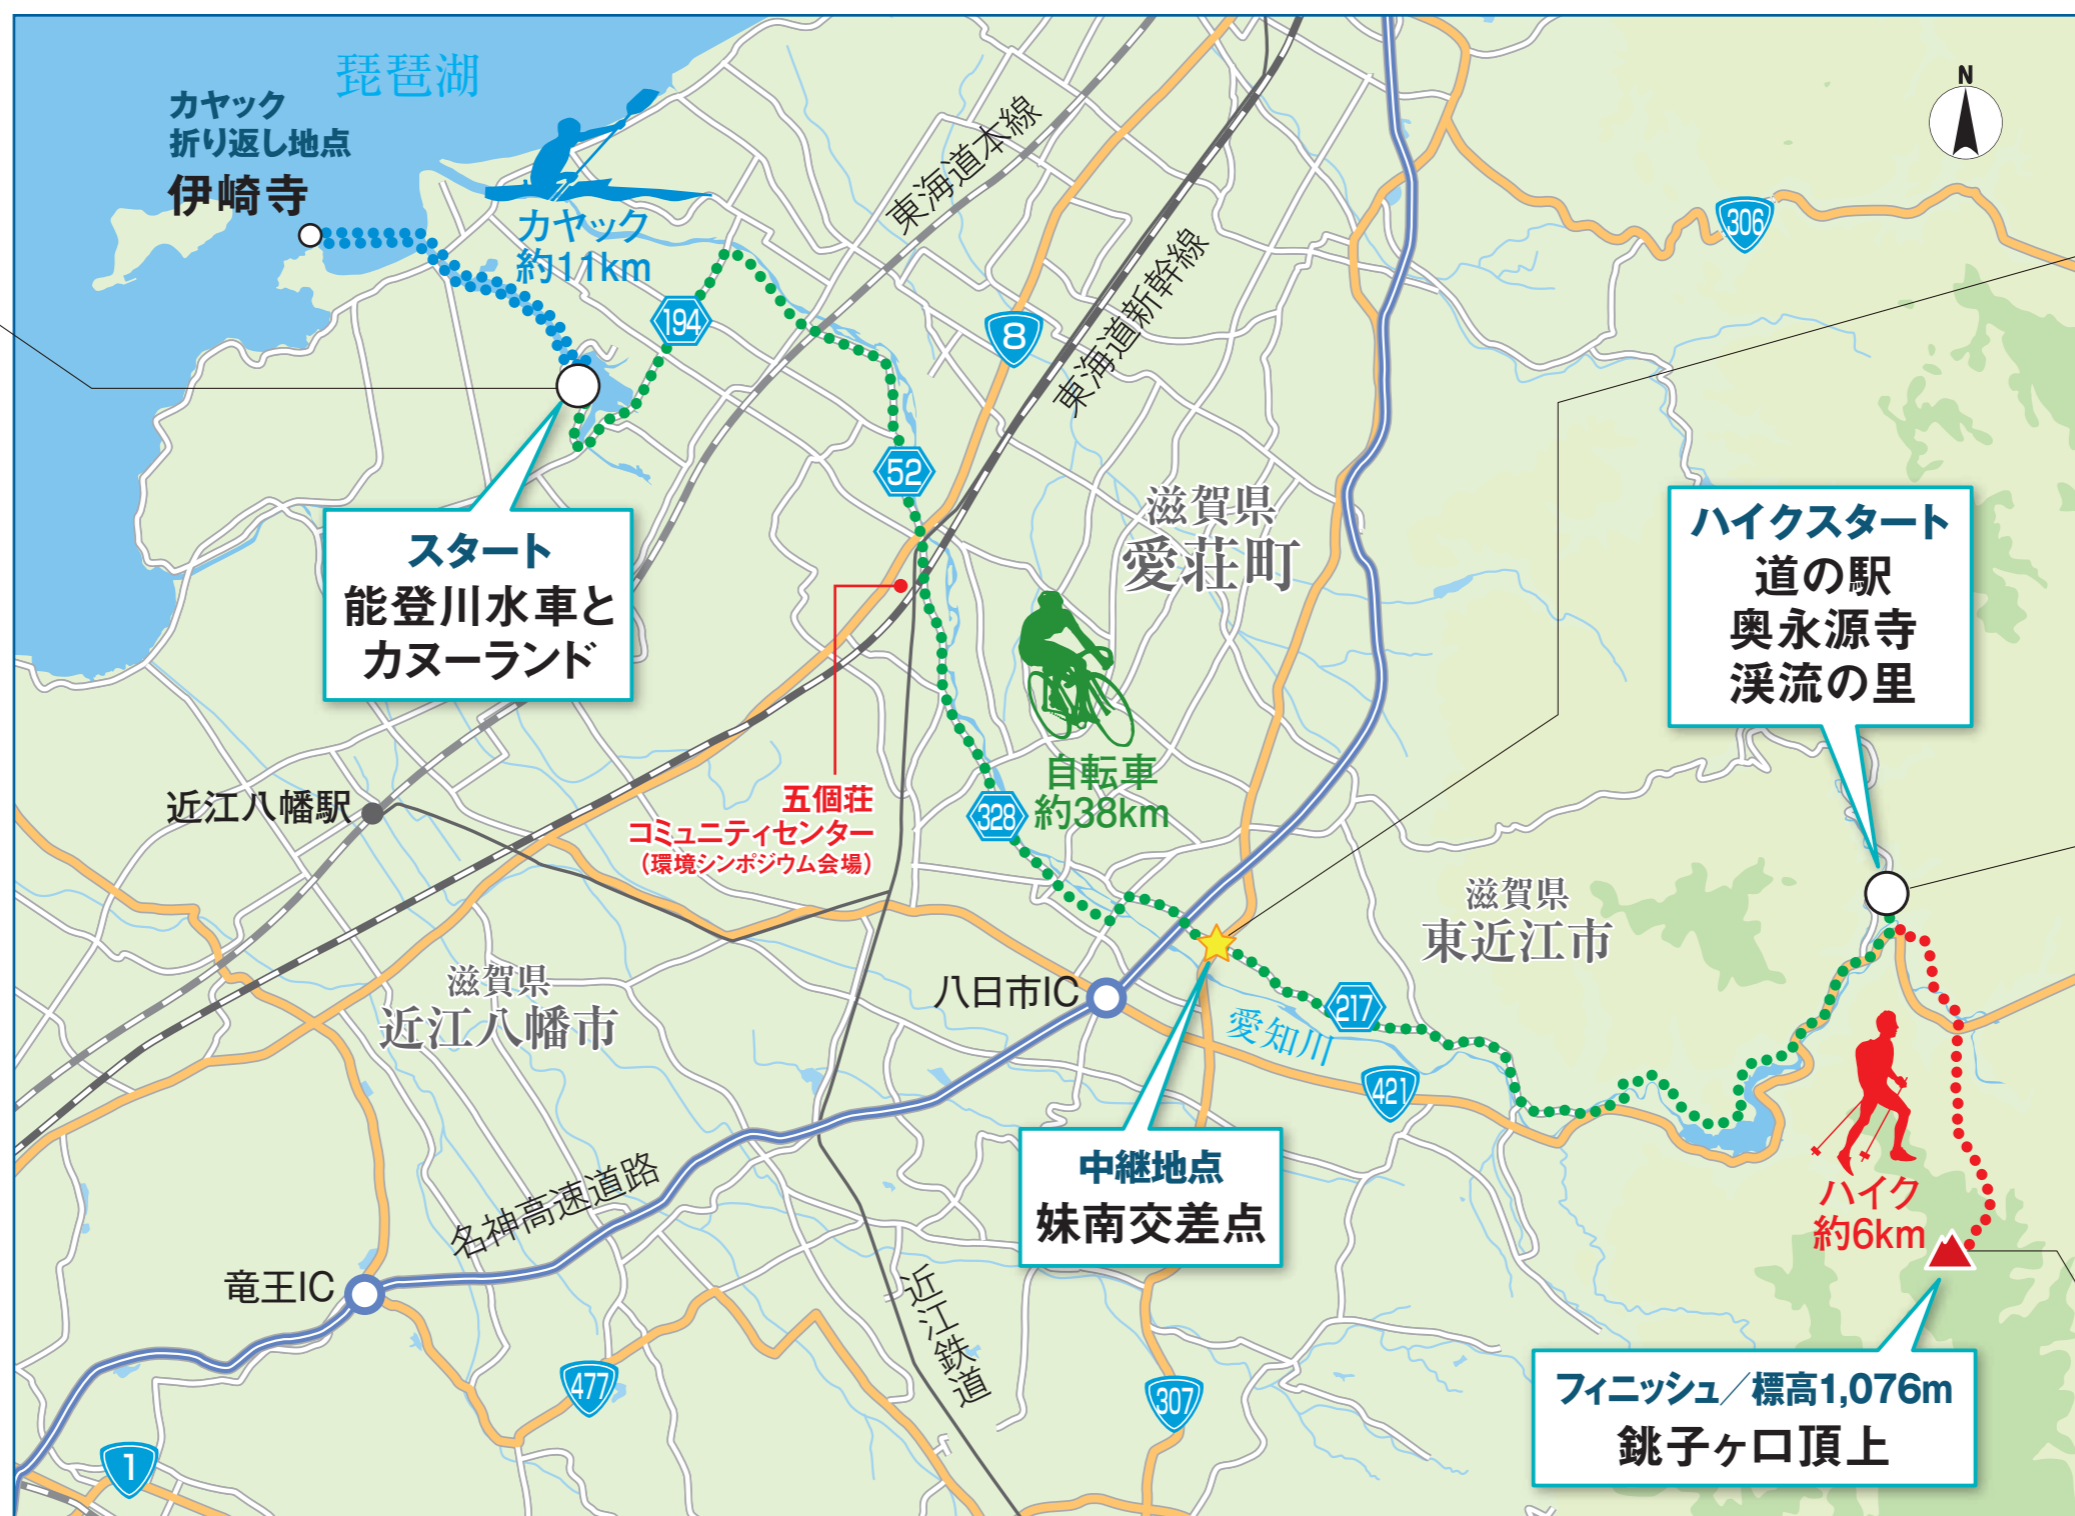 琵琶湖
カヤック
折り返し地点
伊崎寺
カヤック
約11km
東海道本線
東海道新幹線
N
306
194
8
52
スタート
能登川水車と
カヌーランド
滋賀県
愛荘町
ハイクスタート
道の駅
奥永源寺
渓流の里
自転車
約38km
近江八幡駅
五個荘
コミュニティセンター
(環境シンポジウム会場)
328
滋賀県
東近江市
滋賀県
近江八幡市
八日市IC
217
愛知川
421
中継地点
妹南交差点
ハイク
約6km
名神高速道路
竜王IC
近江鉄道
477
307
1
フィニッシュ/標高1,076m
銚子ヶ口頂上